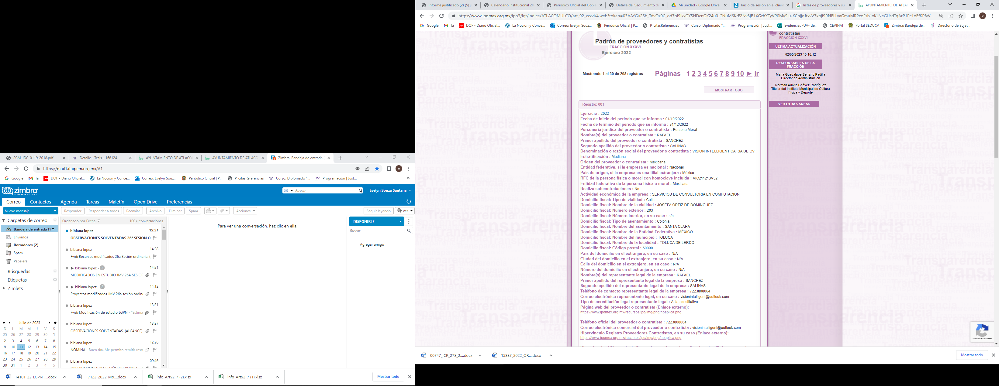 SCM-JDC-0119-2018.pdf
Detalle - Tesis - 168124
AYUNTAMIENTO DE ATLACO
AYUNTAMIENTO DE ATLACO
Zimbra: Bandeja de entrada
https://mail1.itaipem.org.mx/#1
Google
fa
DOF - Diario Oficial...
La Nocion y Conce...
Correo: Evelyn Souz...
Periódico Oficial | P...
P_citasReferencias
Curso: Diplomado "...
Programación | Just...
zimbra
A SYNACOR PRODUCT
Buscar
Evelyn Souza Santana
Correo
Contactos
Agenda
Tareas
Maletín
Open Drive
Preferencias
Nuevo mensaje
Responder
Responder a todos
Reenviar
Archivo
Eliminar
Spam
Acciones
Seguir leyendo
Ver
Carpetas de correo
Bandeja de entrada (1
Enviados
Borradores (2)
Spam
Papelera
Búsquedas
Etiquetas
Zimlets
Ordenado por Fecha
100+ conversaciones
bibiana lopez 15:57
OBSERVACIONES SOLVENTADAS 26ª SESIÓN O
bibiana lopez 14:28
Fwd: Recursos modificados 26a Sesión ordinaria. (
bibiana lopez - 2 14:21
MODIFICADOS EN ESTUDIO JMV 26A SES OF
bibiana lopez - 2 14:12
Proyectos modificados JMV 26a sesión ordin.
bibiana lopez 13:31
Fwd: Modificación de estudio LGPN - "Estima
bibiana lopez 13:27
OBSERVACIONES SOLVENTADAS. (ALCANCE)
bibiana lopez 12:26
NÓMINA - Buen día. Me permito remitir resc
bibiana lopez 09:46
OBSERVACIONES 26ª SESIÓN ORDINARIA
Para ver una conversación, haz clic en ella.
DISPONIBLE
Buscar
Agregar amigo
Julio de 2023
D L M M J V S
25 26 27 28 29 30 1
2 3 4 5 6 7 8
9 10 11 12 13 14 15
16 17 18 19 20 21 22
23 24 25 26 27 28 29
30 31 1 2 3 4 5
14101_22_LGPN_....docx
17122_2022_Mo....docx
info_Art92_7 (2).xlsx
info_Art92_7 (1).xlsx
Mostrar todo
informe justificado (2) (5).p
Calendario institucional 20
Periódico Oficial del Gobie
Detalle del Seguimiento de
Mi unidad - Google Drive
Inicio de sesión en el clien
listas de proveedores y su
AYUNTAMIENTO DE ATLAC
https://www.ipomex.org.mx/ipo3/lgt/indice/ATLACOMULCO/art_92_xxxvi/4.web?token=
Google
fa
DOF - Diario Oficial...
La Nocion y Conce...
Correo: Evelyn Souz...
Periódico Oficial | P...
P_citasReferencias
Curso: Diplomado "...
Programación | Just...
Evidencias -UA- de...
CEVINAI
Portal SEDUCA
Zimbra: Bandeja de...
Directorio de Sujet...
Padrón de proveedores y contratistas
FRACCIÓN XXXVI
Ejercicio 2022
Mostrando 1 al 30 de 298 registros
Páginas 1 2 3 4 5 6 7 8 9 10 ► Ir
MOSTRAR TODO
Registro: 001
Ejercicio : 2022
Fecha de inicio del periodo que se informa : 01/10/2022
Fecha de término del periodo que se informa : 31/12/2022
Personería jurídica del proveedor o contratista : Persona Moral
Nombre(s) del proveedor o contratista : RAFAEL
Primer apellido del proveedor o contratista : SANCHEZ
Segundo apellido del proveedor o contratista : SALINAS
Denominación o razón social del proveedor o contratista : VISION INTELLIGENT CAI SA DE CV
Estratificación : Mediana
Origen del proveedor o contratista : Mexicana
Entidad federativa, si la empresa es nacional : Nacional
País de origen, si la empresa es una filial extranjera : México
RFC de la persona física o moral con homoclave incluida : VIC211213V52
Entidad federativa de la persona física o moral : Mexicana
Realiza subcontrataciones : No
Actividad económica de la empresa : SERVICIOS DE CONSULTORIA EN COMPUTACION
Domicilio fiscal: Tipo de vialidad : Calle
Domicilio fiscal: Nombre de la vialidad : JOSEFA ORTIZ DE DOMINGUEZ
Domicilio fiscal: Número exterior : 203
Domicilio fiscal: Número interior, en su caso : s/n
Domicilio fiscal: Tipo de asentamiento : Colonia
Domicilio fiscal: Nombre del asentamiento : SANTA CLARA
Domicilio fiscal: Nombre de la Entidad Federativa : MÉXICO
Domicilio fiscal: Nombre del municipio : TOLUCA
Domicilio fiscal: Nombre de la localidad : TOLUCA DE LERDO
Domicilio fiscal: Código postal : 50090
País del domicilio en el extranjero, en su caso : N/A
Ciudad del domicilio en el extranjero, en su caso : N/A
Calle del domicilio en el extranjero, en su caso : N/A
Número del domicilio en el extranjero, en su caso : N/A
Nombre(s) del representante legal de la empresa : RAFAEL
Primer apellido del representante legal de la empresa : SANCHEZ
Segundo apellido del representante legal de la empresa : SALINAS
Teléfono de contacto representante legal de la empresa : 7223808064
Correo electrónico representante legal, en su caso : visionintelligent@outlook.com
Tipo de acreditación legal representante legal : Acta constitutiva
Página web del proveedor o contratista (Enlace externo):
https://www.ipomex.org.mx/recursos/ipo/img/png/noaplica.png
Teléfono oficial del proveedor o contratista : 7223808064
Correo electrónico comercial del proveedor o contratista : visionintelligent@outlook.com
Hipervínculo Registro Proveedores Contratistas, en su caso (Enlace externo):
https://www.ipomex.org.mx/recursos/ipo/img/png/noaplica.png
contratistas
FRACCIÓN XXXVI
ULTIMA ACTUALIZACIÓN
02/05/2023 15:16:12
RESPONSABLES DE LA
FRACCIÓN
Maria Guadalupe Serrano Padilla
Director de Administracion
Norman Adolfo Chávez Rodríguez
Titular del Instituto Municipal de Cultura
Física y Deporte
VER OTRAS AREAS
Privacidad - Condiciones
00747_ICR_278_2....docx
15887_2022_OR....docx
Mostrar todo